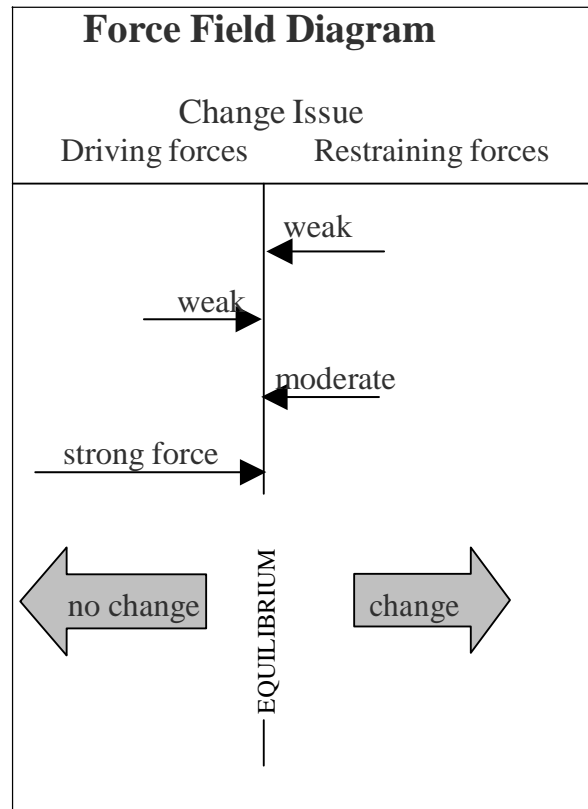 Force Field Diagram
Change Issue
Driving forces Restraining forces
weak
weak
moderate
strong force
no change
EQUILIBRIUM
change